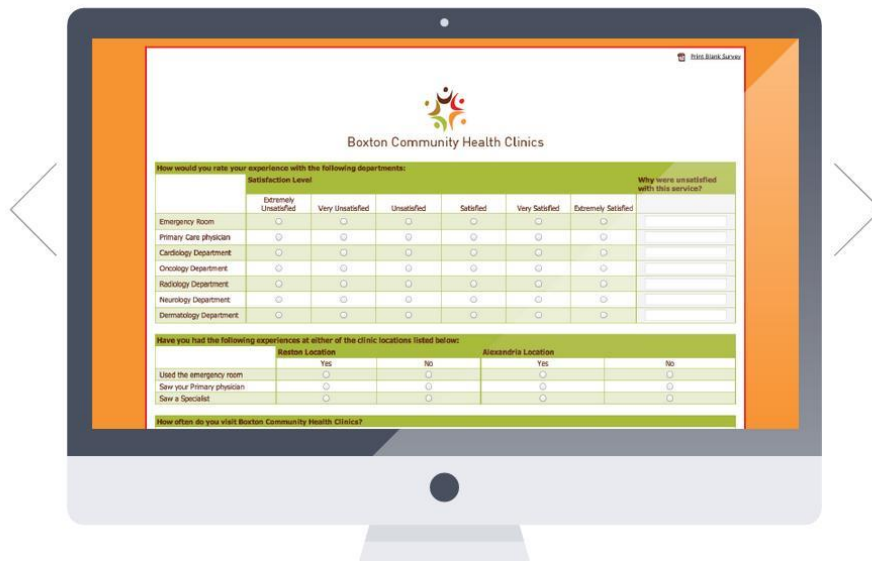 Print Blank Survey
Boxton Community Health Clinics
How would you rate your experience with the following departments:
Satisfaction Level
Why were unsatisfied
with this service?
Extremely
Unsatisfied
Very Unsatisfied
Unsatisfied
Satisfied
Very Satisfied
Extremely Satisfied
Emergency Room
Primary Care physician
Cardiology Department
Oncology Department
Radiology Department
Neurology Department
Dermatology Department
Have you had the following experiences at either of the clinic locations listed below:
Reston Location
Alexandria Location
Yes
No
Yes
No
Used the emergency room
Saw your Primary physician
Saw a Specialist
How often do you visit Boxton Community Health Clinics?